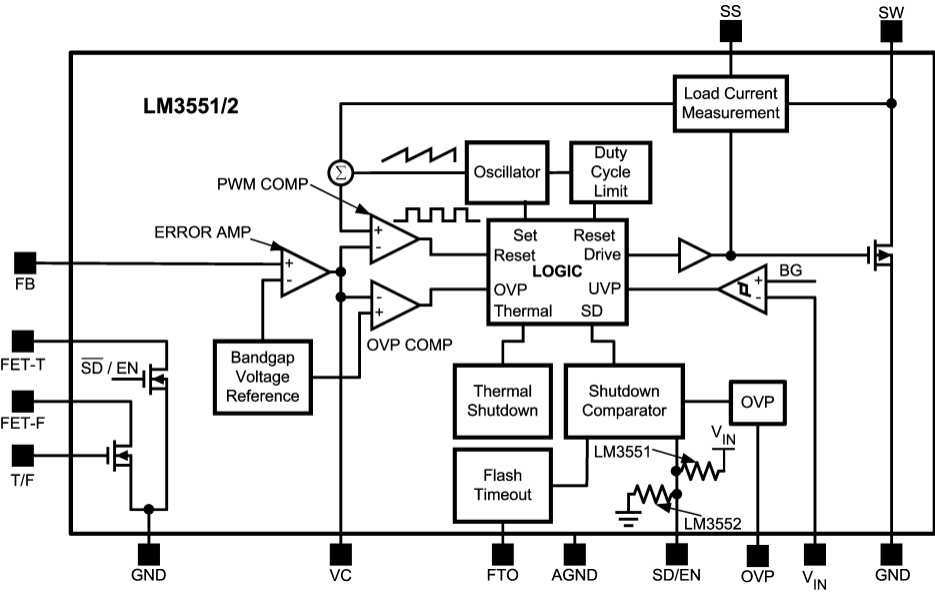 SS
SW
LM3551/2
Load Current
Measurement
Σ
Oscillator
Duty
Cycle
Limit
PWM COMP
ERROR AMP
+
-
+
-
Set
Reset
Reset
Drive
LOGIC
OVP
UVP
Thermal
SD
BG
+
-
FB
-
+
OVP COMP
FET-T
SD / EN
FET-F
T/F
Bandgap
Voltage
Reference
Thermal
Shutdown
Shutdown
Comparator
OVP
Flash
Timeout
LM3551
VIN
LM3552
GND
VC
FTO
AGND
SD/EN
OVP
VIN
GND